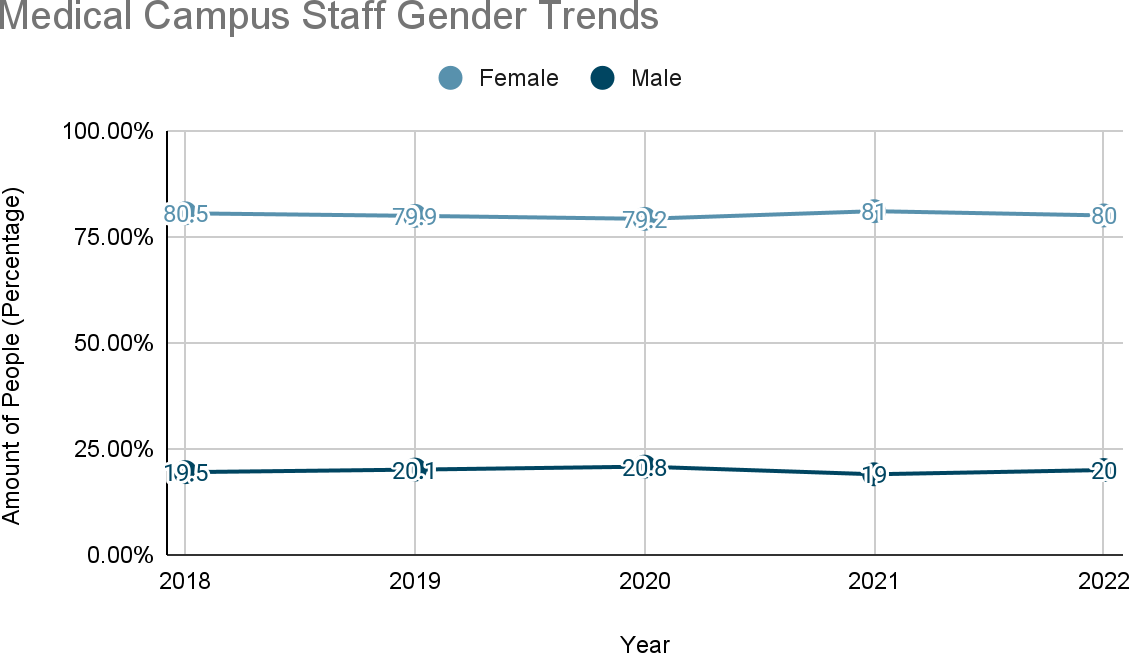 Medical Campus Staff Gender Trends
Female Male
Amount of People (Percentage)
100.00%
75.00%
50.00%
25.00%
0.00%
80.5 79.9 79.2 81 80
19.5 20.1 20.8 19 20
2018 2019 2020 2021 2022
Year